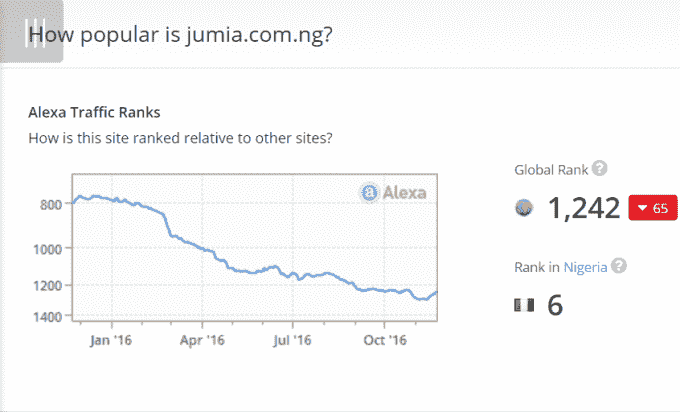 How popular is jumia.com.ng?
Alexa Traffic Ranks
How is this site ranked relative to other sites?
a Alexa
800
1000
1200
1400
Jan '16 Apr '16 Jul '16 Oct '16
Global Rank ?
1,242 65
Rank in Nigeria ?
6